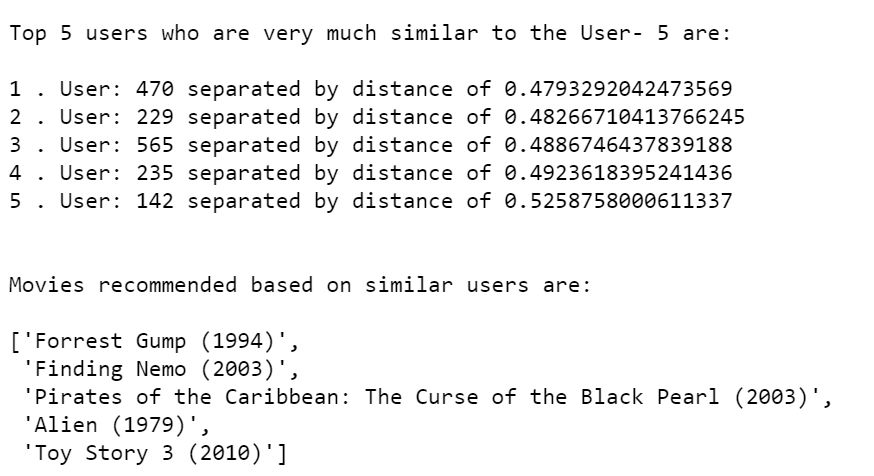 Top 5 users who are very much similar to the User- 5 are:
1 . User: 470 separated by distance of 0.4793292042473569
2 . User: 229 separated by distance of 0.48266710413766245
3 . User: 565 separated by distance of 0.4886746437839188
4 . User: 235 separated by distance of 0.4923618395241436
5 . User: 142 separated by distance of 0.5258758000611337
Movies recommended based on similar users are:
['Forrest Gump (1994)',
'Finding Nemo (2003)',
'Pirates of the Caribbean: The Curse of the Black Pearl (2003)',
'Alien (1979)',
'Toy Story 3 (2010)']